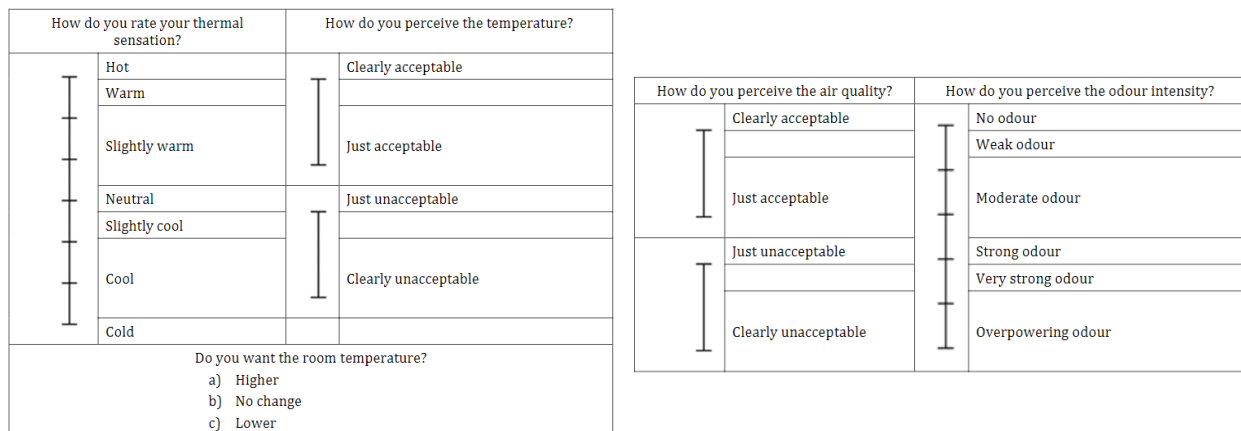 How do you rate your thermal
sensation?
How do you perceive the temperature?
Hot
Clearly acceptable
Warm
Slightly warm
Just acceptable
Neutral
Just unacceptable
Slightly cool
Cool
Clearly unacceptable
Cold
Do you want the room temperature?
a) Higher
b) No change
c) Lower
How do you perceive the air quality?
How do you perceive the odour intensity?
Clearly acceptable
No odour
Weak odour
Just acceptable
Moderate odour
Just unacceptable
Strong odour
Very strong odour
Clearly unacceptable
Overpowering odour